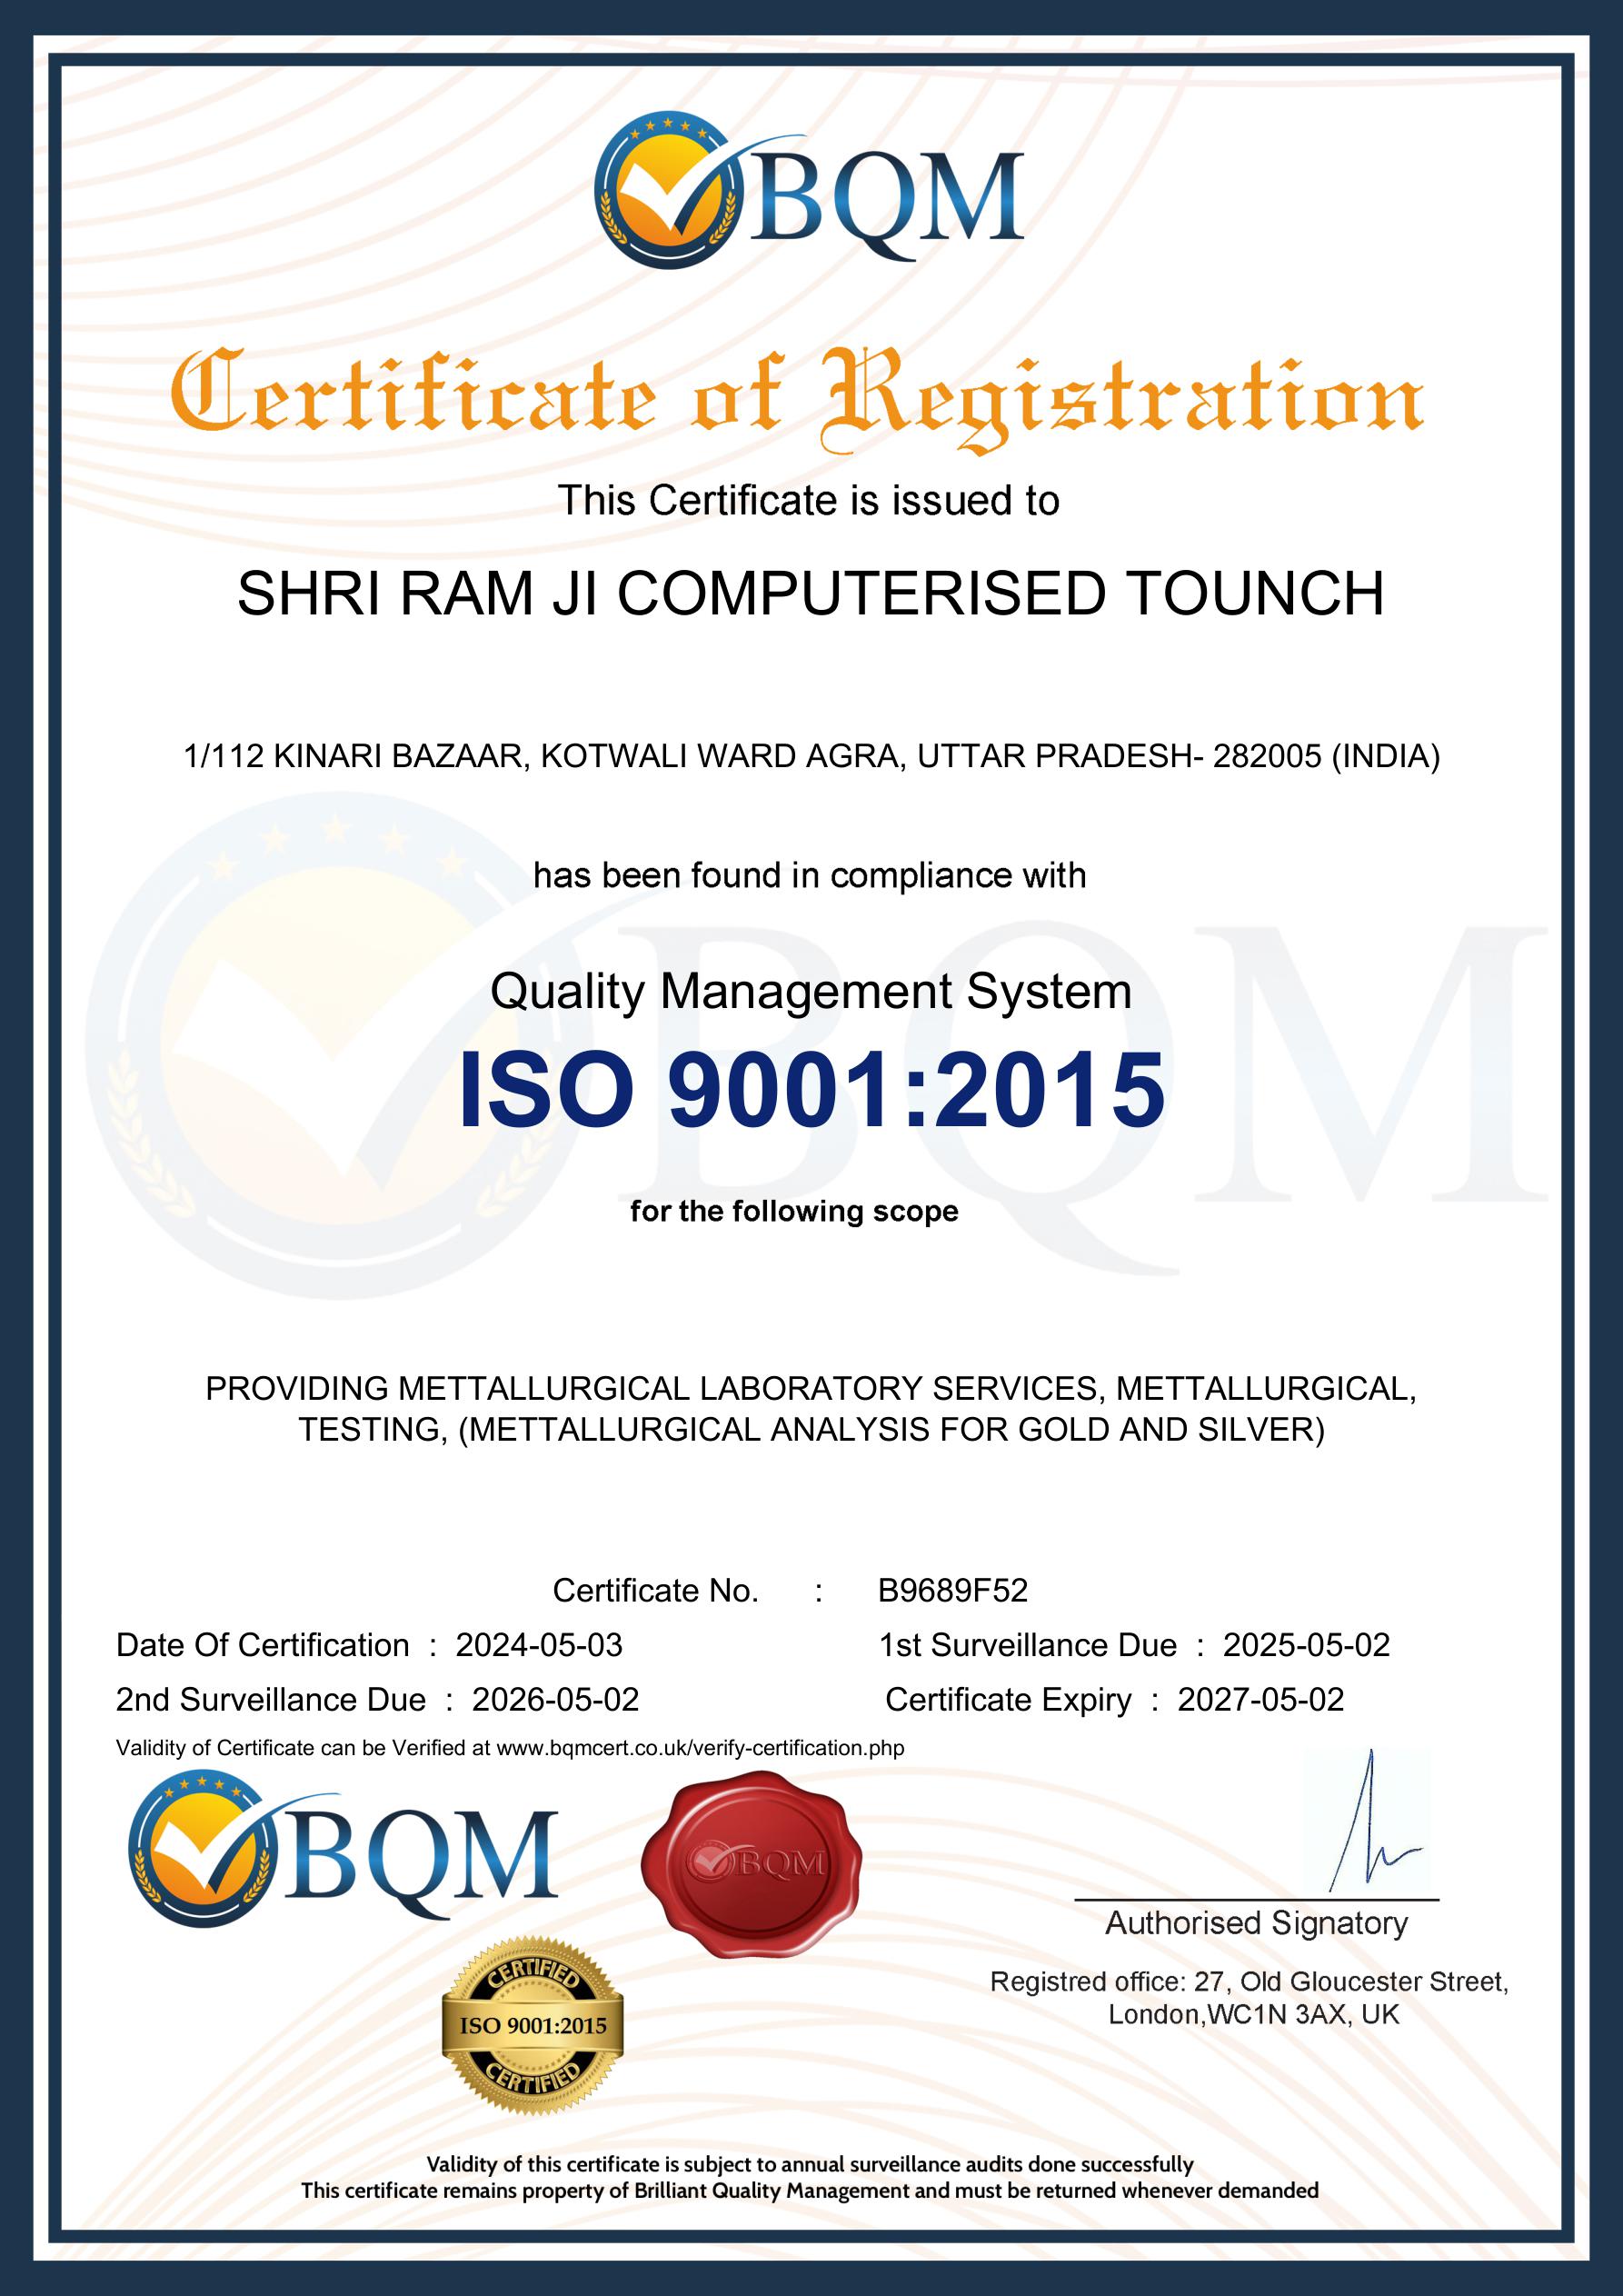 BQM
Certificate of Registration
This Certificate is issued to
SHRI RAM JI COMPUTERISED TOUNCH
1/112 KINARI BAZAAR, KOTWALI WARD AGRA, UTTAR PRADESH- 282005 (INDIA)
has been found in compliance with
BQM
Quality Management System
ISO 9001:2015
for the following scope
PROVIDING METTALLURGICAL LABORATORY SERVICES, METTALLURGICAL,
TESTING, (METTALLURGICAL ANALYSIS FOR GOLD AND SILVER)
Certificate No. : B9689F52
Date Of Certification : 2024-05-03 1st Surveillance Due : 2025-05-02
2nd Surveillance Due : 2026-05-02 Certificate Expiry : 2027-05-02
Validity of Certificate can be Verified at www.bqmcert.co.uk/verify-certification.php
BQM
BQM
Authorised Signatory
Registred office: 27, Old Gloucester Street,
London,WC1N 3AX, UK
CERTIFIED
ISO 9001:2015
CERTIFIED
Validity of this certificate is subject to annual surveillance audits done successfully
This certificate remains property of Brilliant Quality Management and must be returned whenever demanded